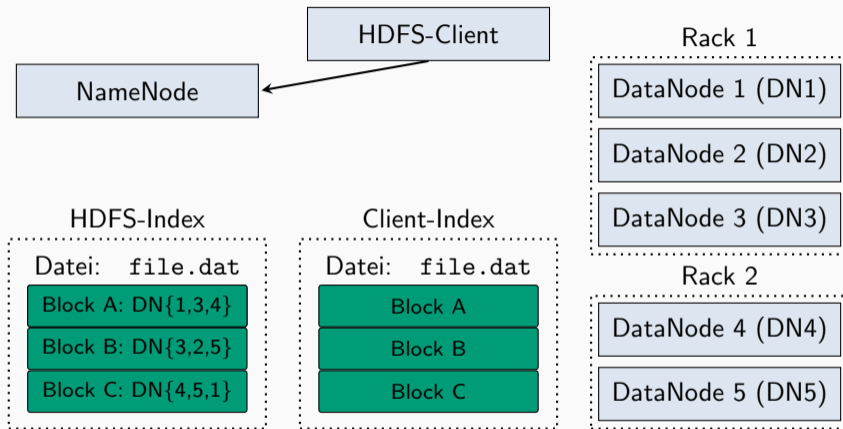 HDFS-Client
NameNode
HDFS-Index
Datei: file.dat
Block A: DN{1,3,4}
Block B: DN{3,2,5}
Block C: DN{4,5,1}
Client-Index
Datei: file.dat
Block A
Block B
Block C
Rack 1
DataNode 1 (DN1)
DataNode 2 (DN2)
DataNode 3 (DN3)
Rack 2
DataNode 4 (DN4)
DataNode 5 (DN5)